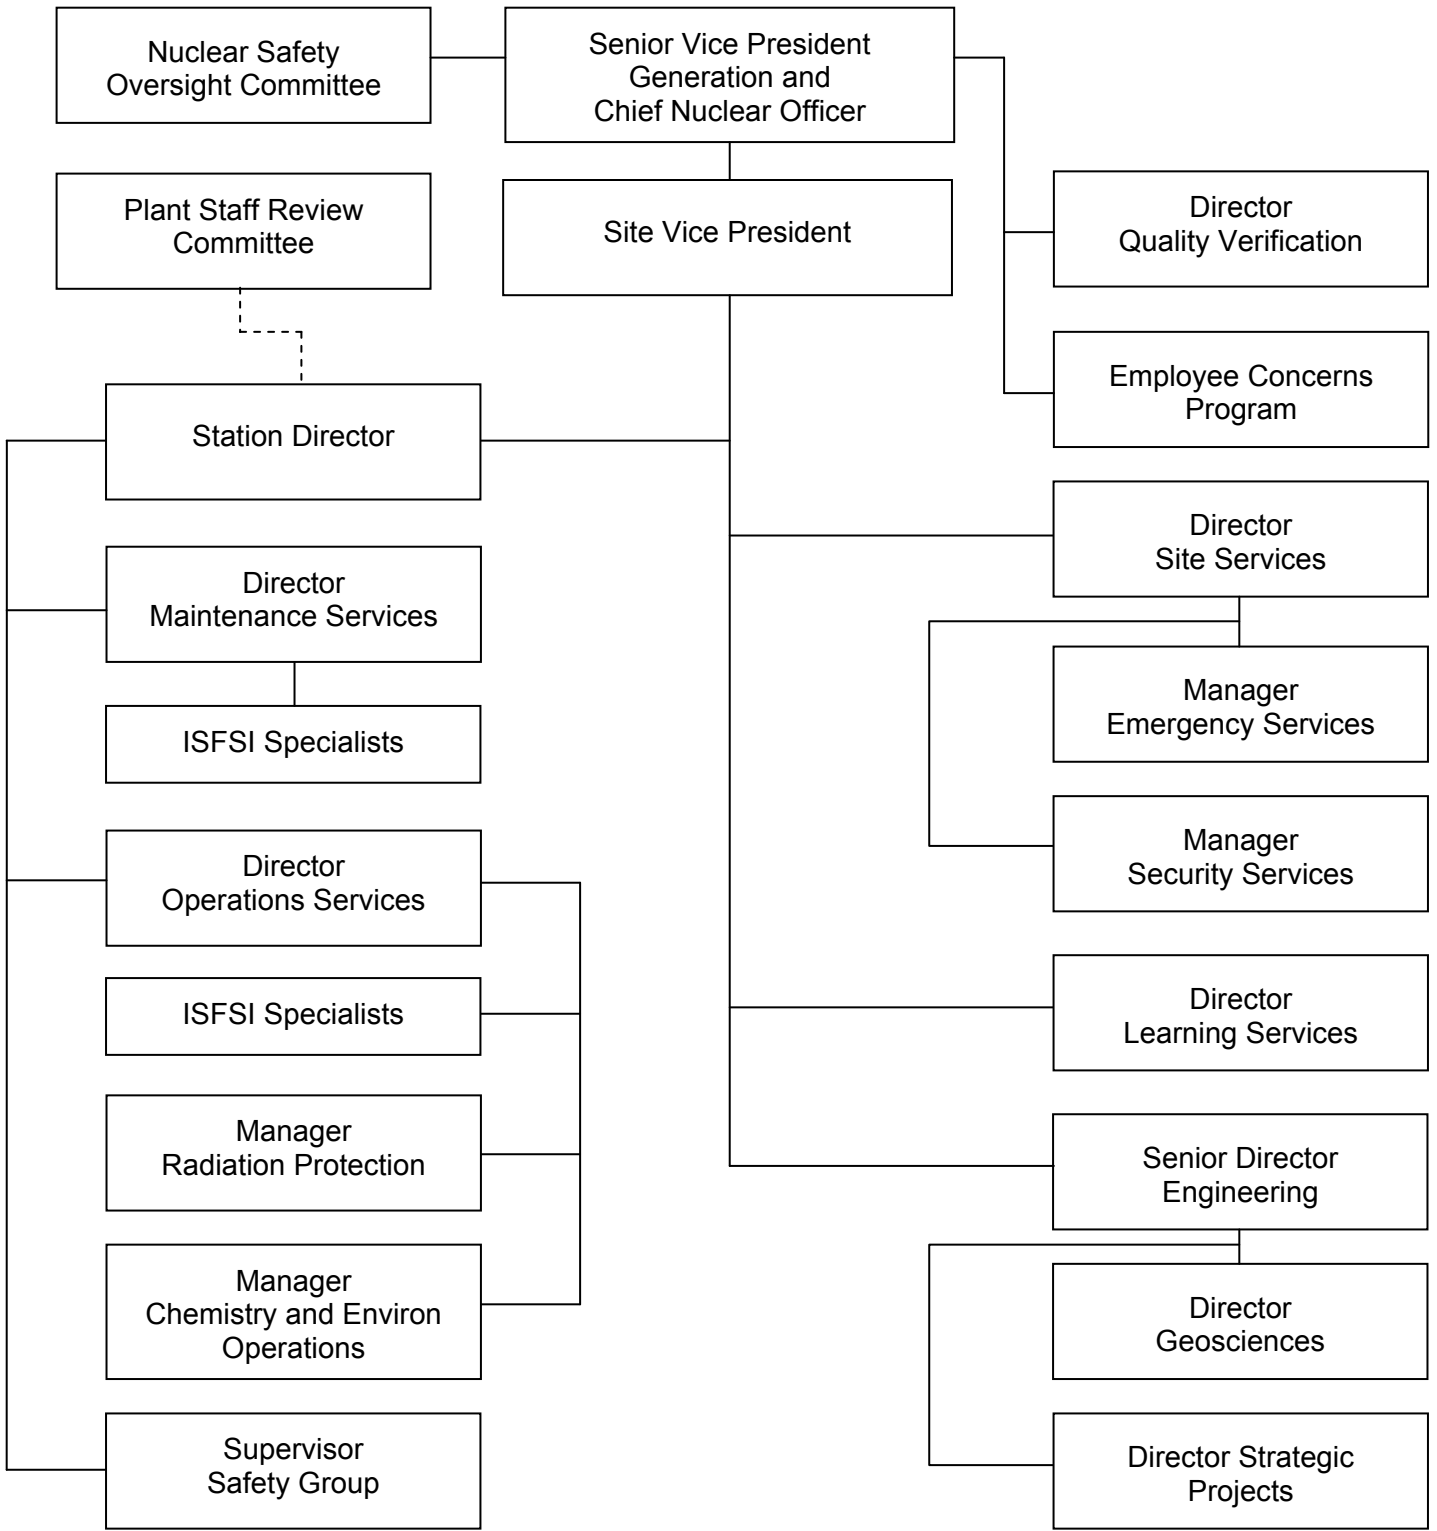 Nuclear Safety
Oversight Committee
Senior Vice President
Generation and
Chief Nuclear Officer
Plant Staff Review
Committee
Site Vice President
Director
Quality Verification
Employee Concerns
Program
Station Director
Director
Site Services
Director
Maintenance Services
ISFSI Specialists
Manager
Emergency Services
Manager
Security Services
Director
Operations Services
ISFSI Specialists
Director
Learning Services
Manager
Radiation Protection
Senior Director
Engineering
Manager
Chemistry and Environ
Operations
Director
Geosciences
Supervisor
Safety Group
Director Strategic
Projects